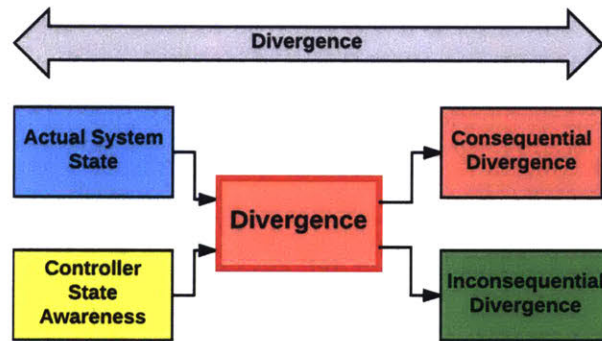 Divergence
Actual System
State
Consequential
Divergence
Divergence
Controller
State
Awareness
Inconsequential
Divergence